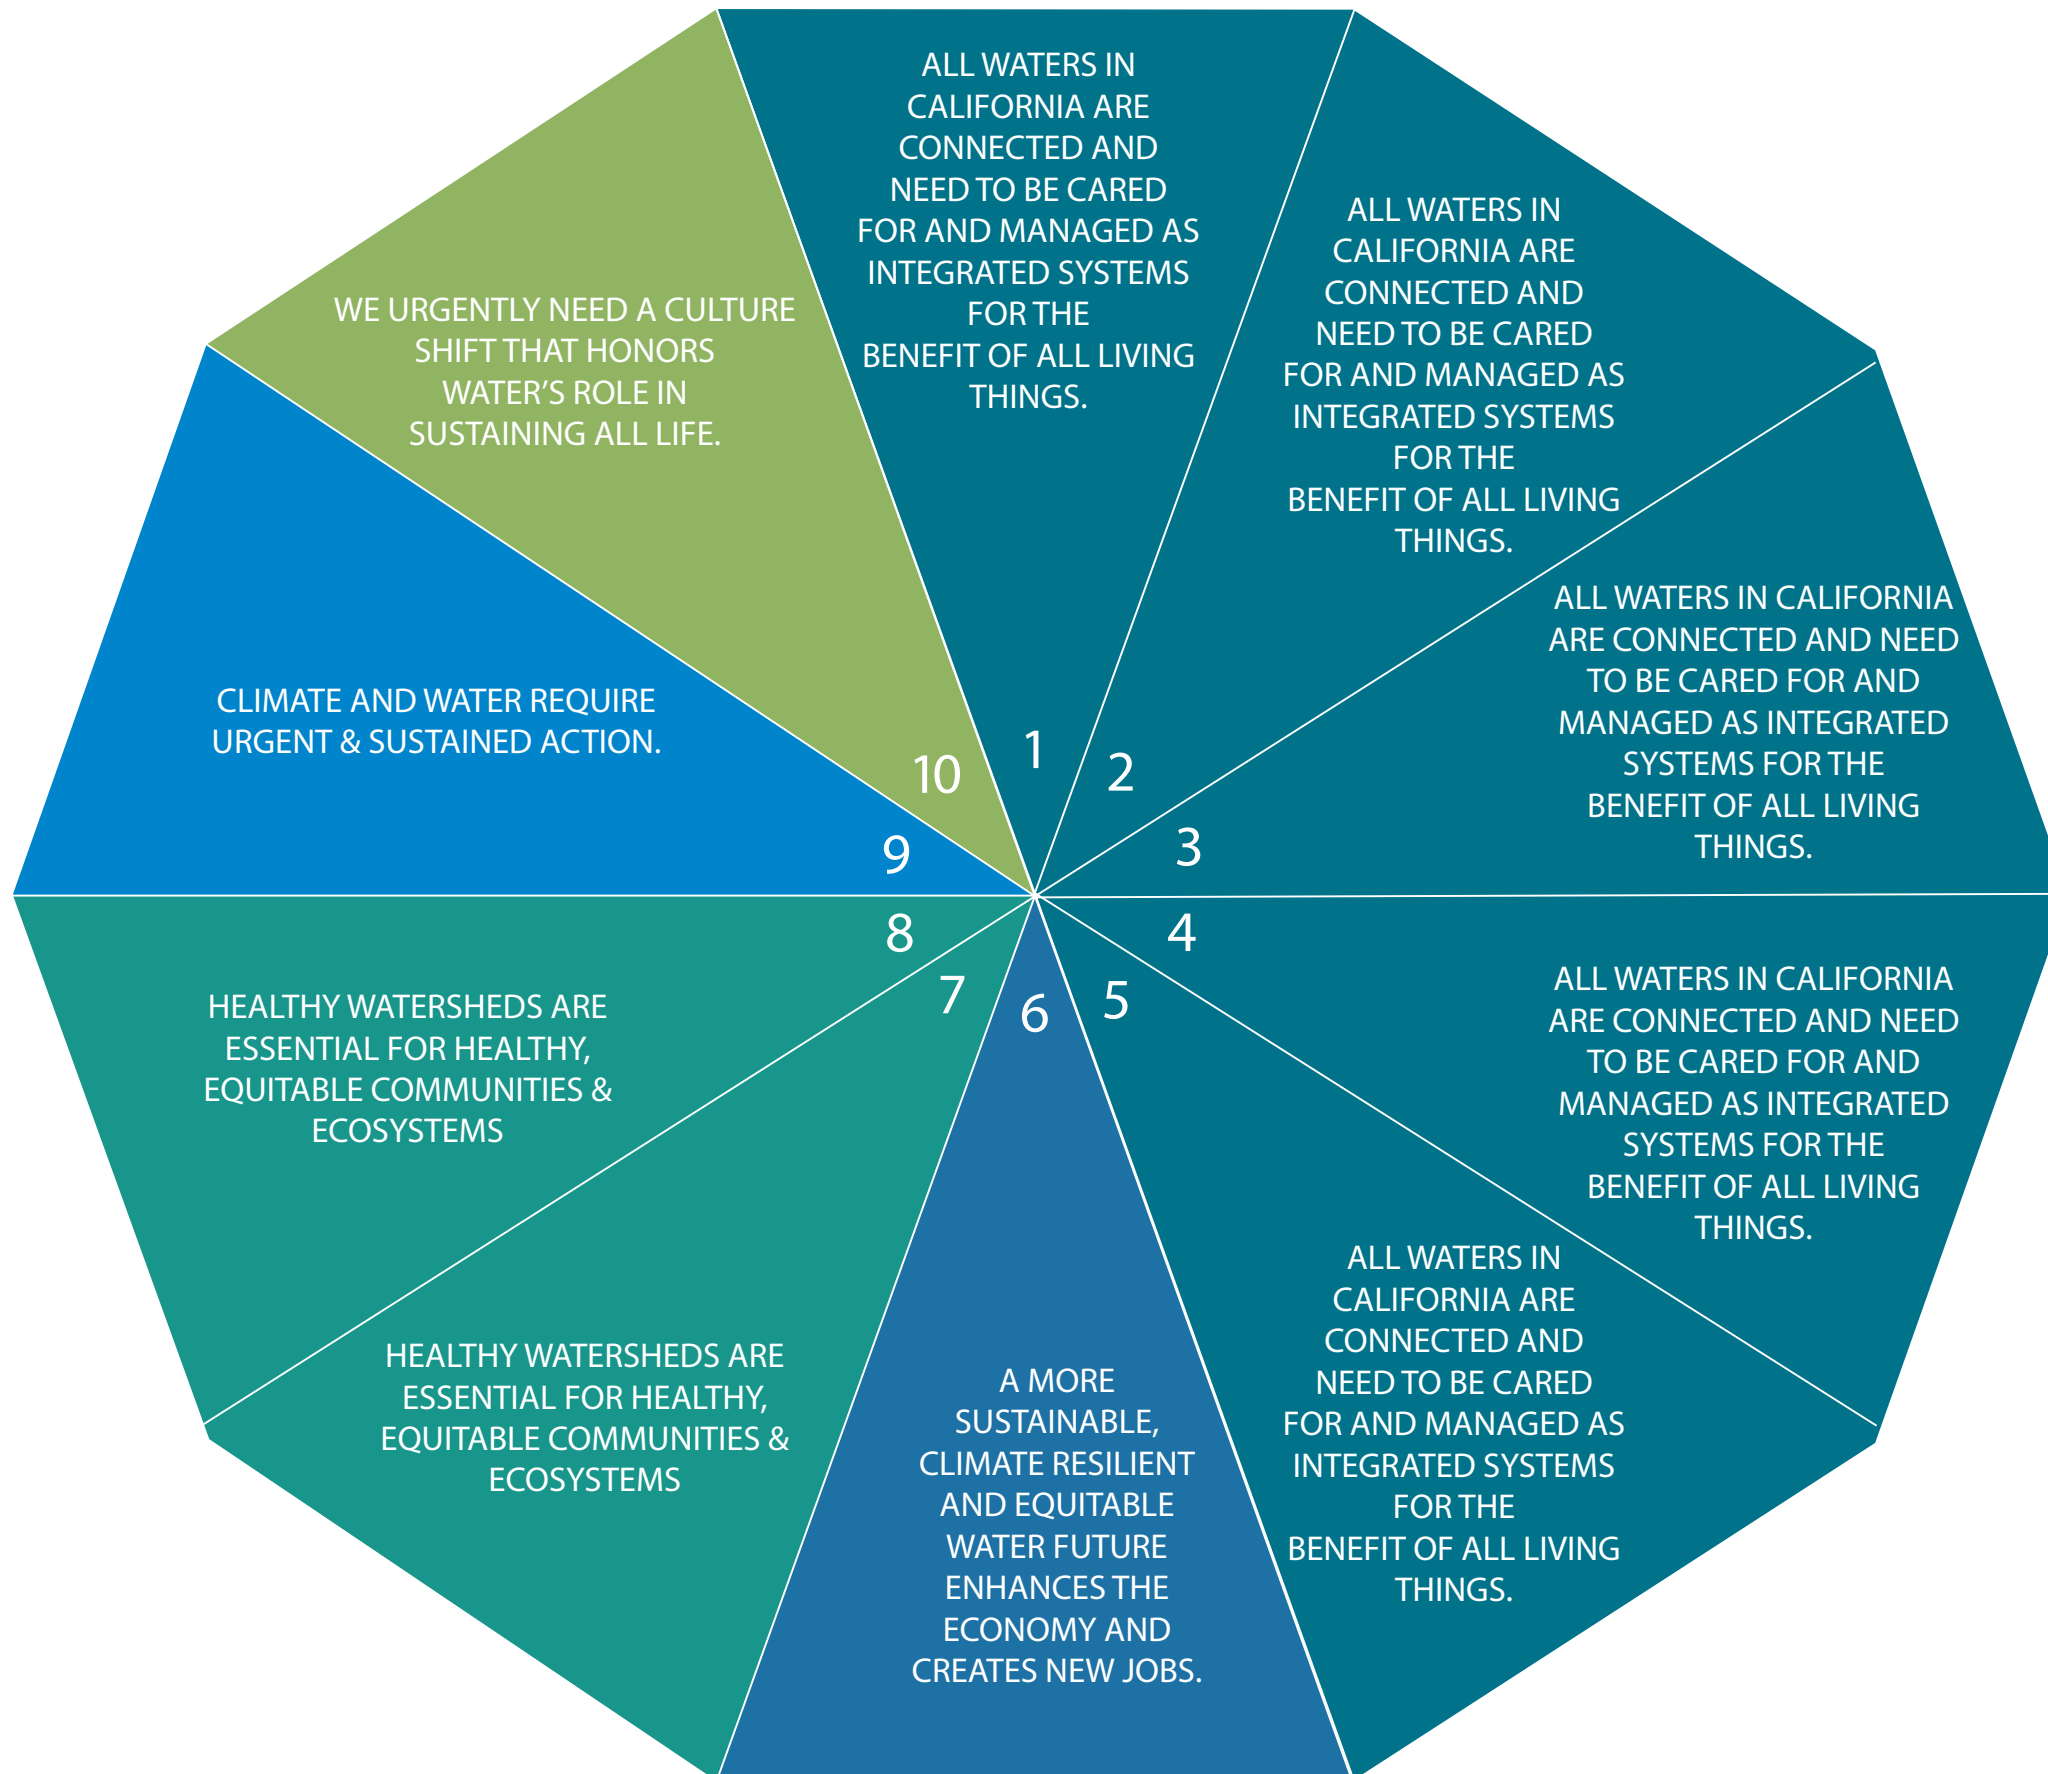 ALL WATERS IN
CALIFORNIA ARE
CONNECTED AND
NEED TO BE CARED
FOR AND MANAGED AS
INTEGRATED SYSTEMS
FOR THE
BENEFIT OF ALL LIVING
THINGS.
1
ALL WATERS IN
CALIFORNIA ARE
CONNECTED AND
NEED TO BE CARED
FOR AND MANAGED AS
INTEGRATED SYSTEMS
FOR THE
BENEFIT OF ALL LIVING
THINGS.
2
ALL WATERS IN CALIFORNIA
ARE CONNECTED AND NEED
TO BE CARED FOR AND
MANAGED AS INTEGRATED
SYSTEMS FOR THE
BENEFIT OF ALL LIVING
THINGS.
3
ALL WATERS IN CALIFORNIA
ARE CONNECTED AND NEED
TO BE CARED FOR AND
MANAGED AS INTEGRATED
SYSTEMS FOR THE
BENEFIT OF ALL LIVING
THINGS.
4
ALL WATERS IN
CALIFORNIA ARE
CONNECTED AND
NEED TO BE CARED
FOR AND MANAGED AS
INTEGRATED SYSTEMS
FOR THE
BENEFIT OF ALL LIVING
THINGS.
5
A MORE
SUSTAINABLE,
CLIMATE RESILIENT
AND EQUITABLE
WATER FUTURE
ENHANCES THE
ECONOMY AND
CREATES NEW JOBS.
6
HEALTHY WATERSHEDS ARE
ESSENTIAL FOR HEALTHY,
EQUITABLE COMMUNITIES &
ECOSYSTEMS
7
HEALTHY WATERSHEDS ARE
ESSENTIAL FOR HEALTHY,
EQUITABLE COMMUNITIES &
ECOSYSTEMS
8
CLIMATE AND WATER REQUIRE
URGENT & SUSTAINED ACTION.
9
WE URGENTLY NEED A CULTURE
SHIFT THAT HONORS
WATER’S ROLE IN
SUSTAINING ALL LIFE.
10